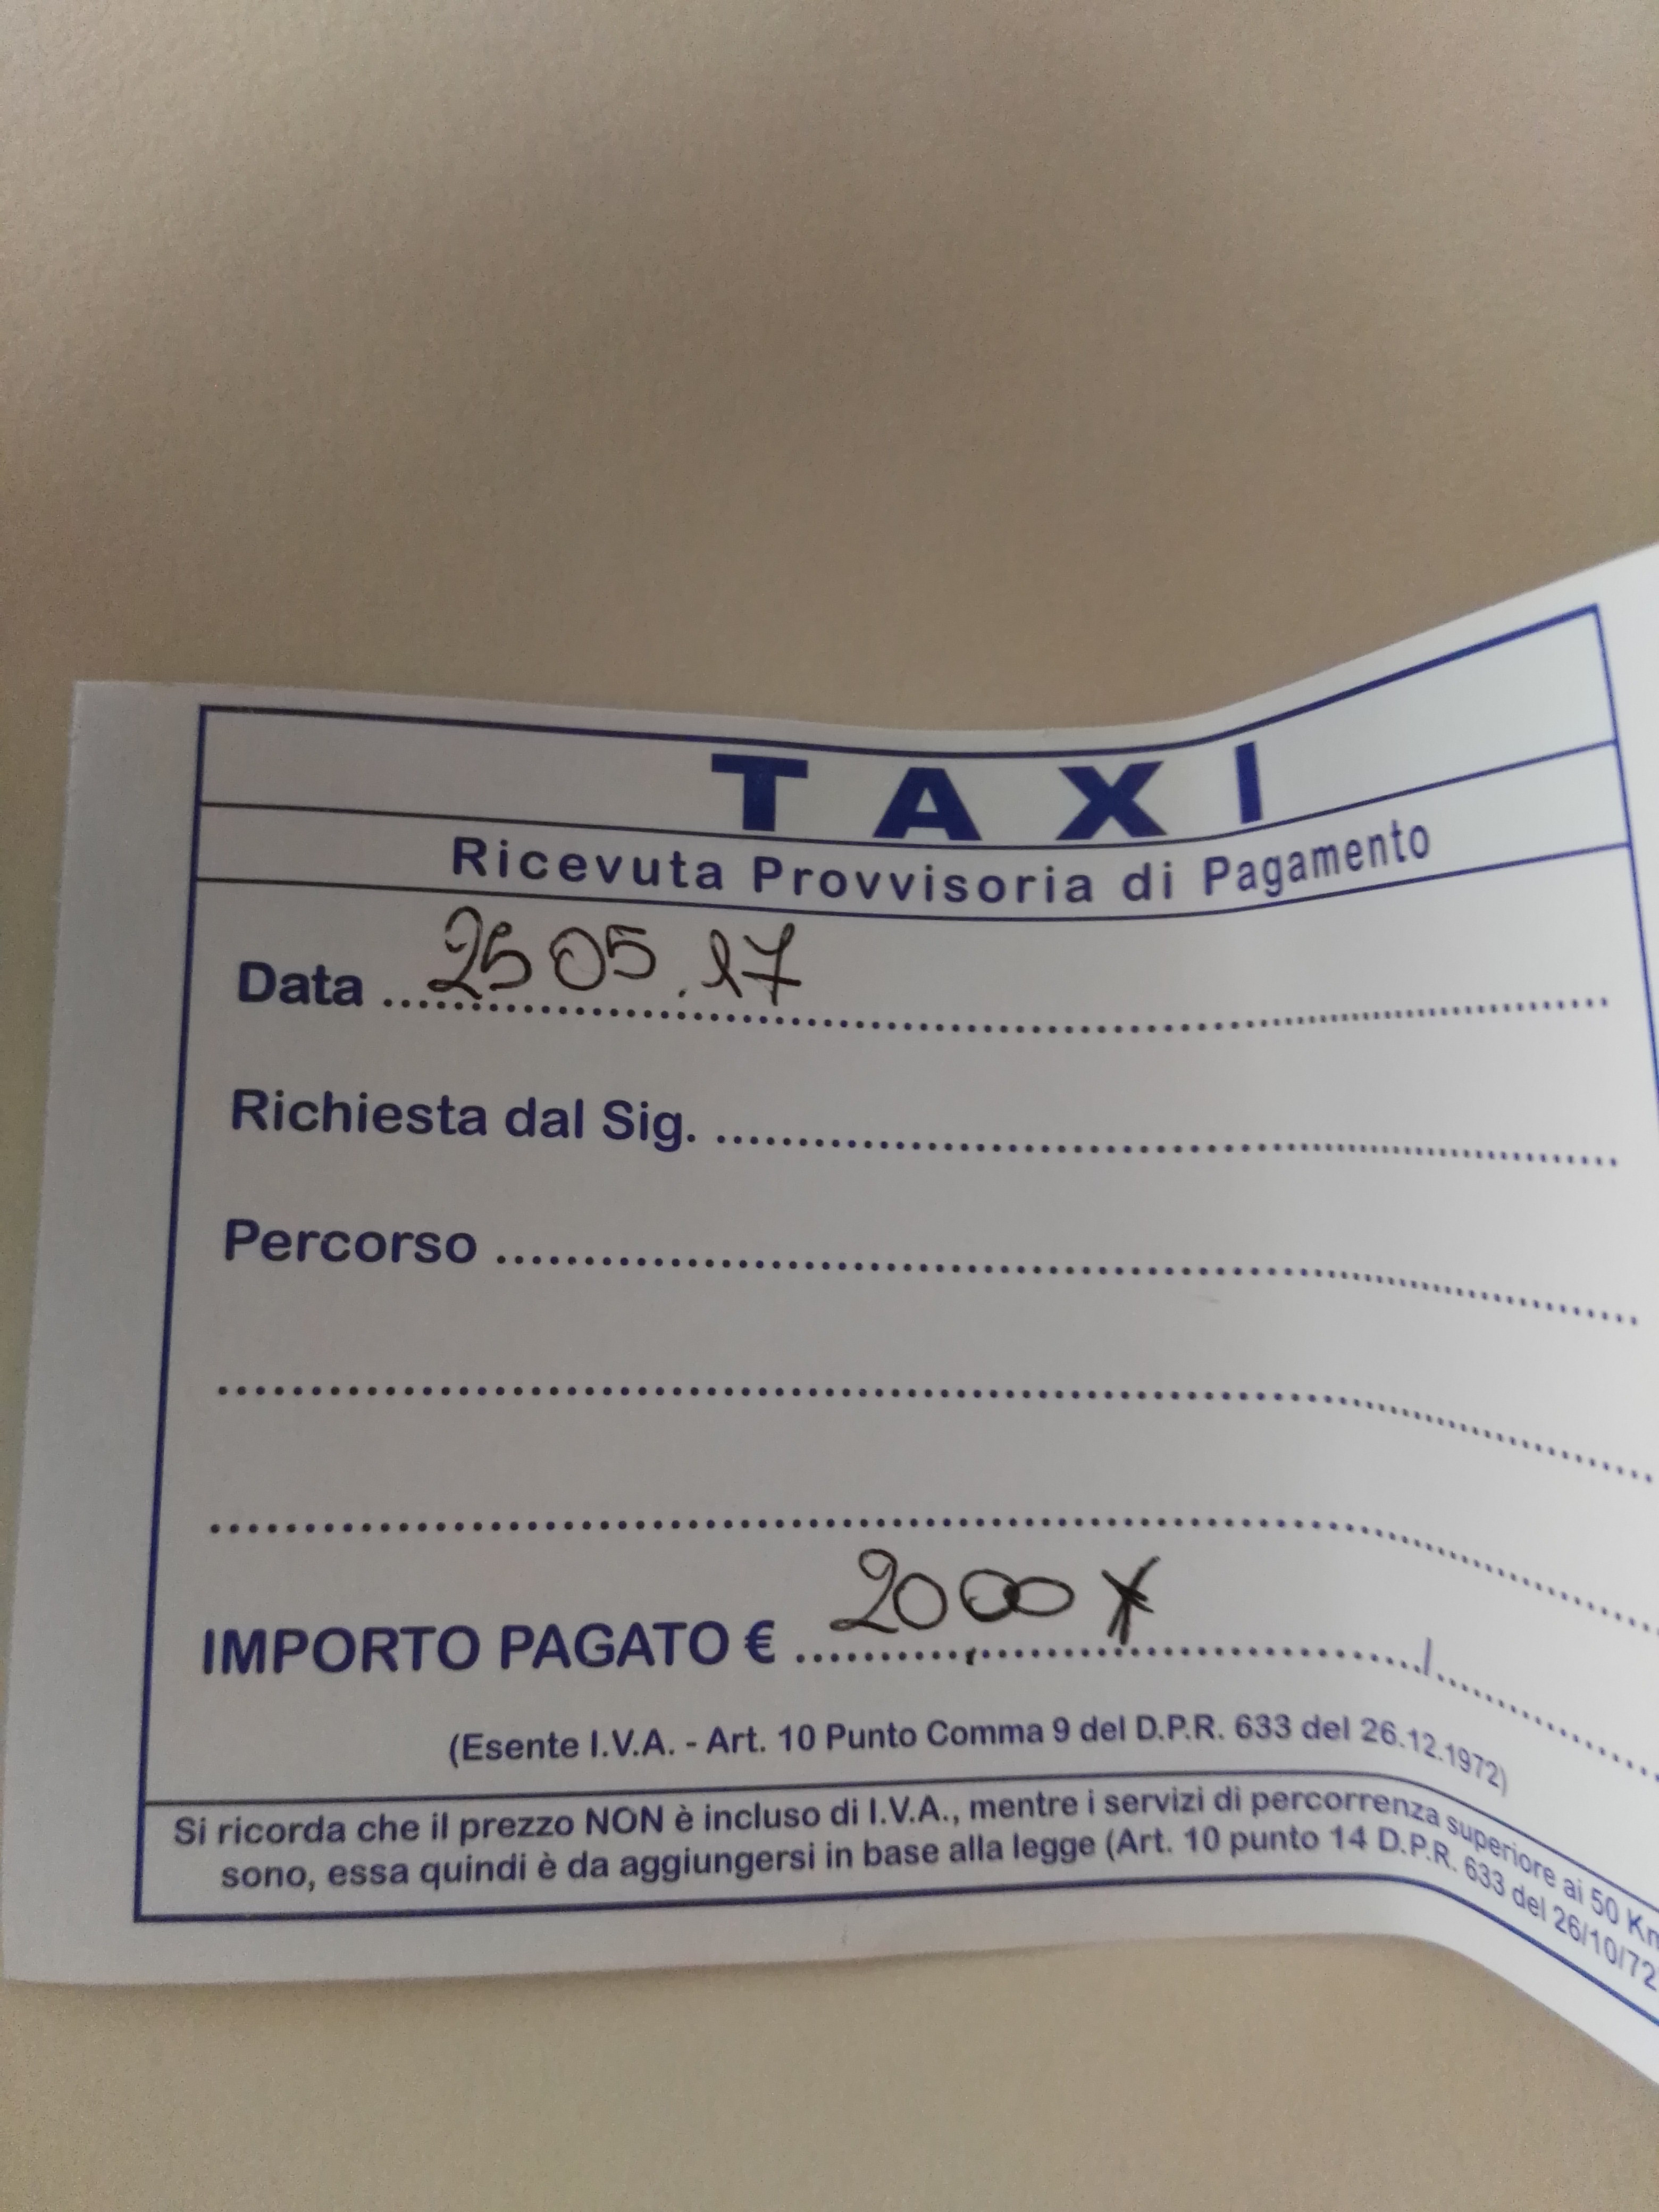 TAXI
Ricevuta Provvisoria di Pagamento
Data 25 05.17
Richiesta dal Sig.
Percorso
IMPORTO PAGATO € 20,00
(Esente I.V.A. - Art. 10 Punto Comma 9 del D.P.R. 633 del 26.12.1972)
Si ricorda che il prezzo NON è incluso di I.V.A., mentre i servizi di percorrenza superiore ai 50 Km
sono, essa quindi è da aggiungersi in base alla legge (Art. 10 punto 14 D.P.R. 633 del 26/10/72